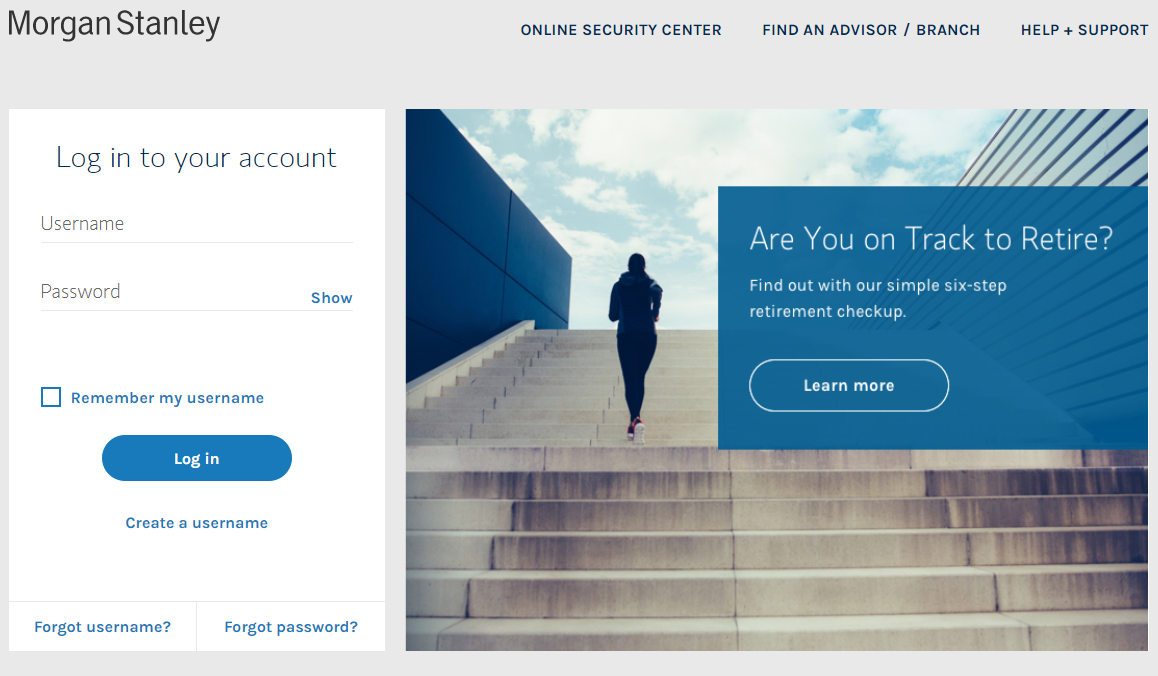 Morgan Stanley
ONLINE SECURITY CENTER
FIND AN ADVISOR / BRANCH
HELP + SUPPORT
Log in to your account
Username
Password
Show
Remember my username
Log in
Create a username
Forgot username?
Forgot password?
Are You on Track to Retire?
Find out with our simple six-step
retirement checkup.
Learn more